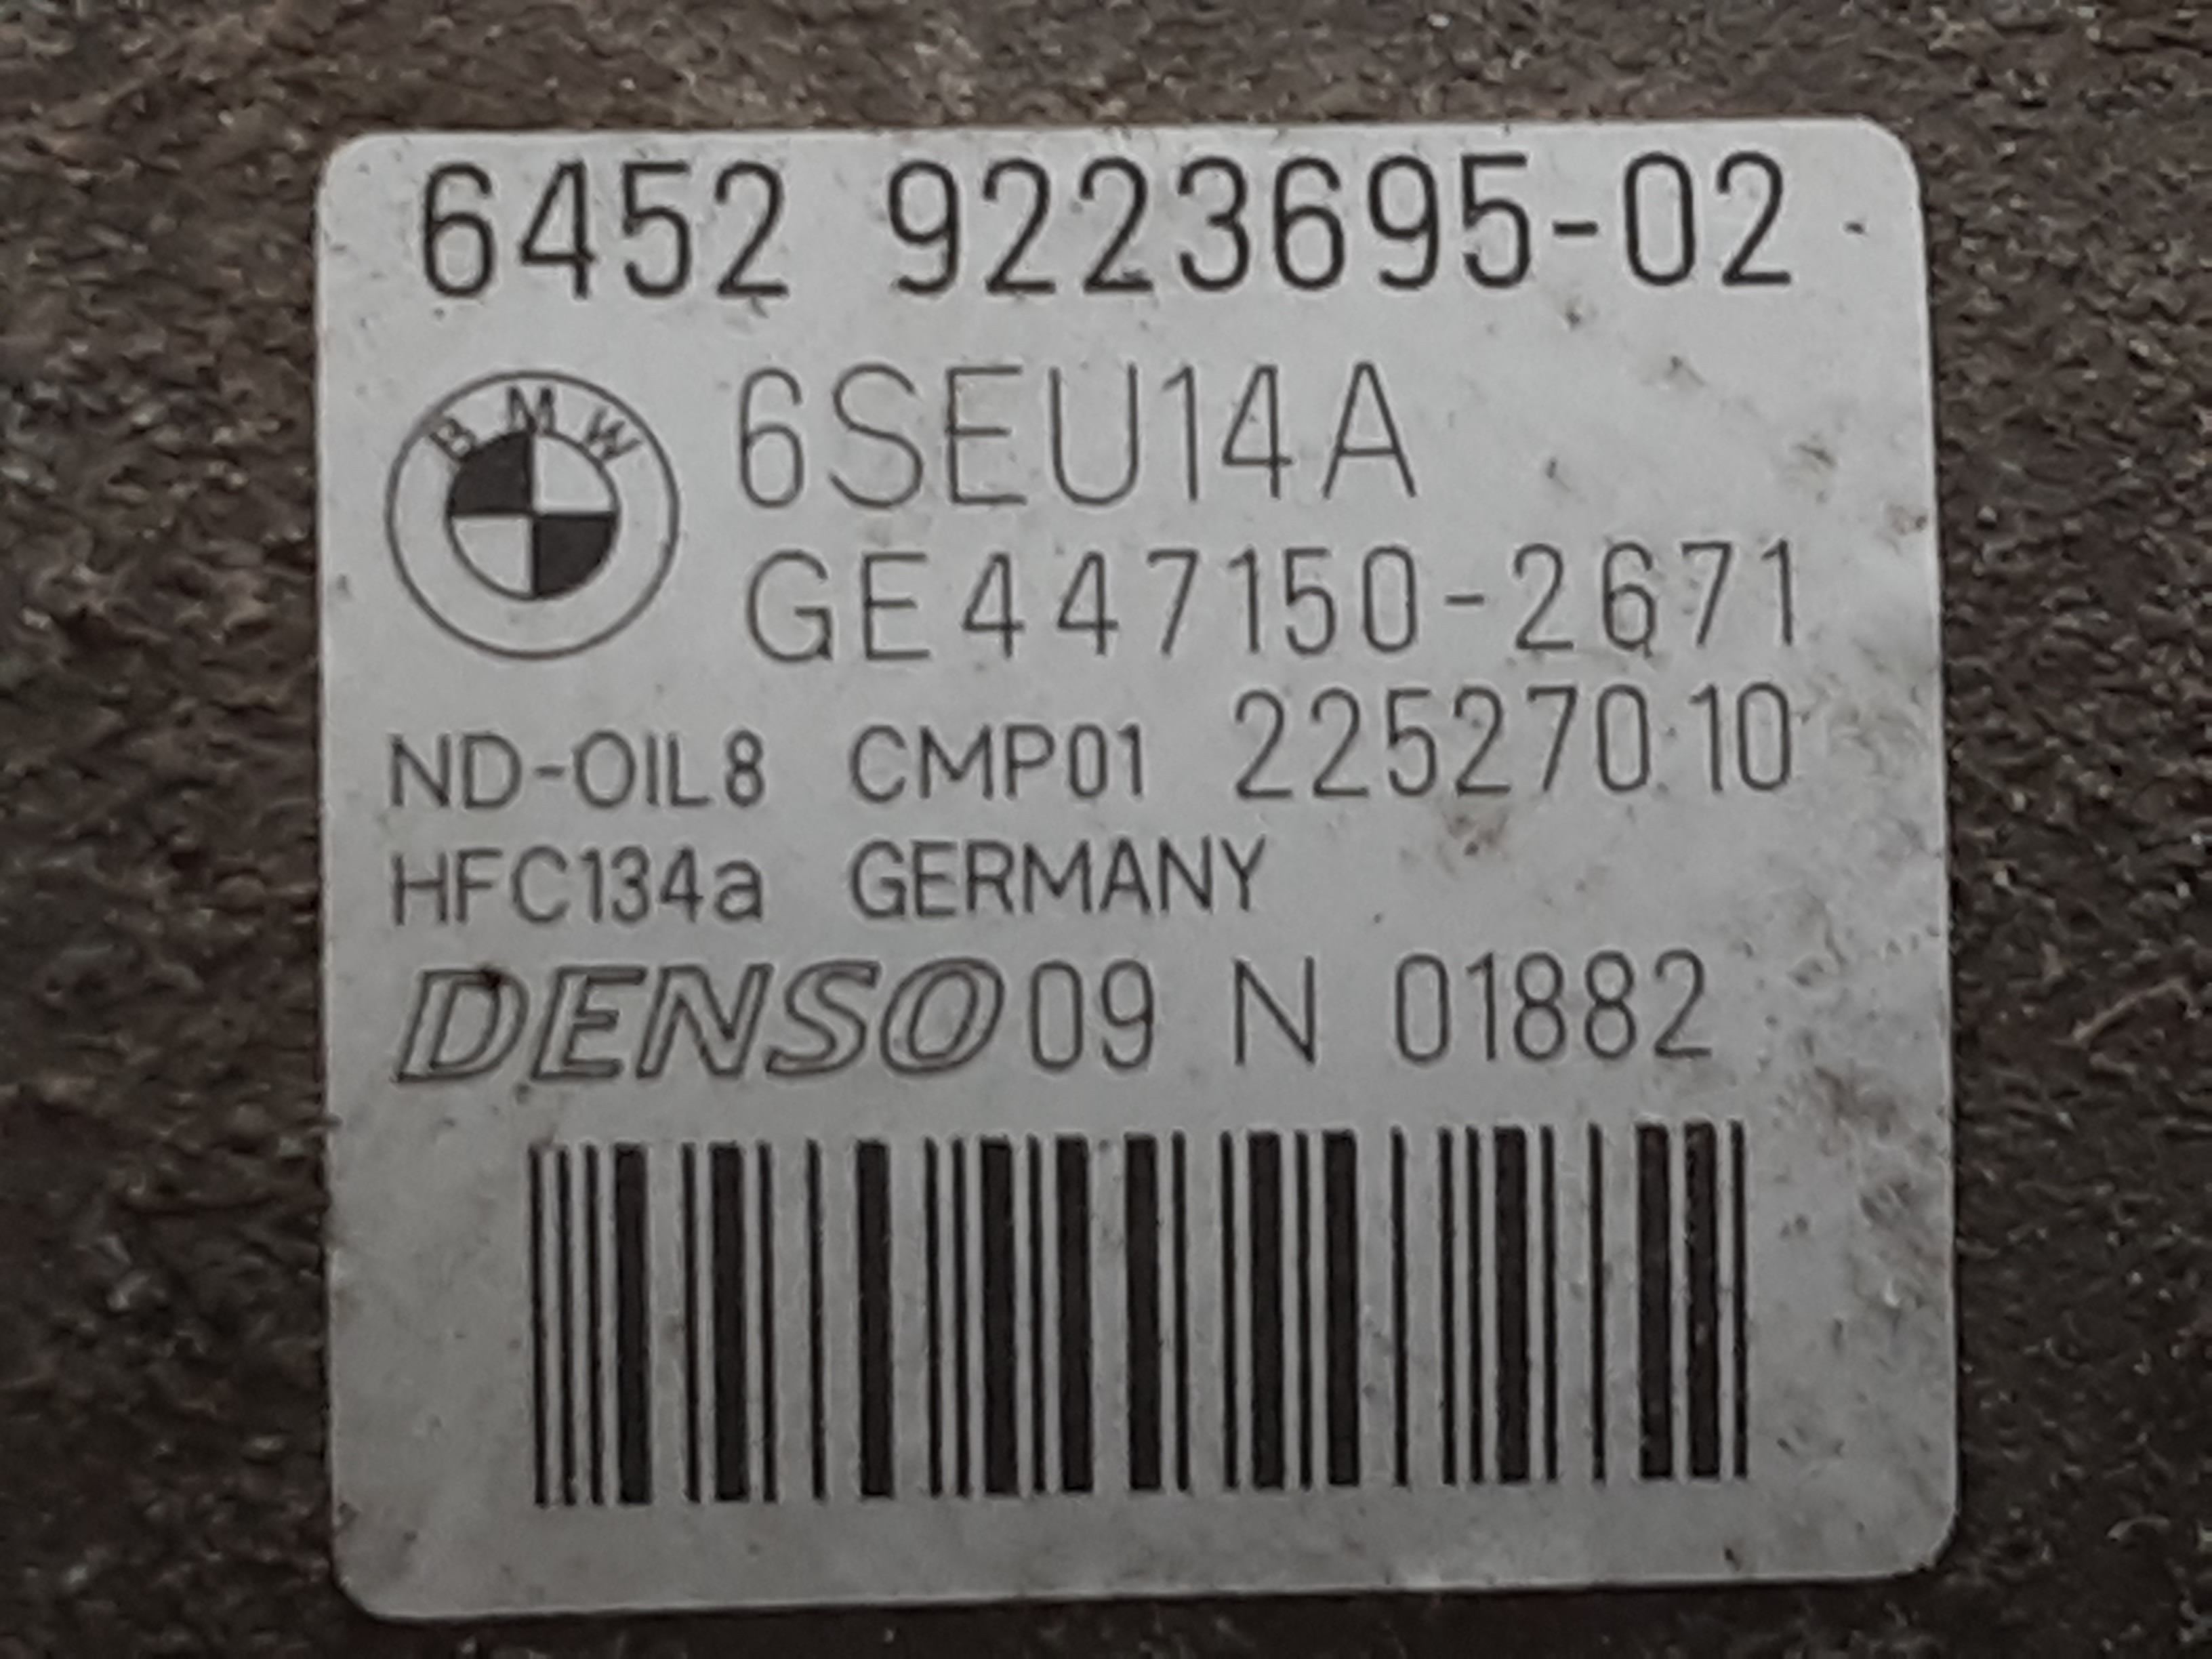 6452 9223695-02
BMW
6SEU14A
GE447150-2671
ND-OIL8 CMP01 22527010
HFC134a GERMANY
DENSO 09 N 01882